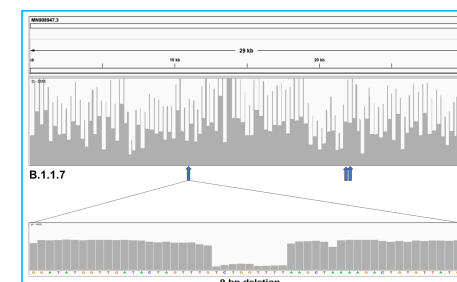 MN908947.3
29 kb
10 kb
20 kb
B.1.1.7
G G A T A T G G T T G A T A C T A G T T T G T C T G G T T T T A A G C T A A A A G A C T G T G T T A T G
9 bp deletion